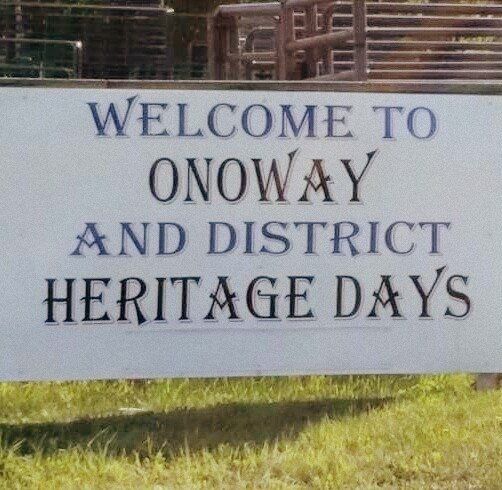 WELCOME TO
ONOWAY
AND DISTRICT
HERITAGE DAYS